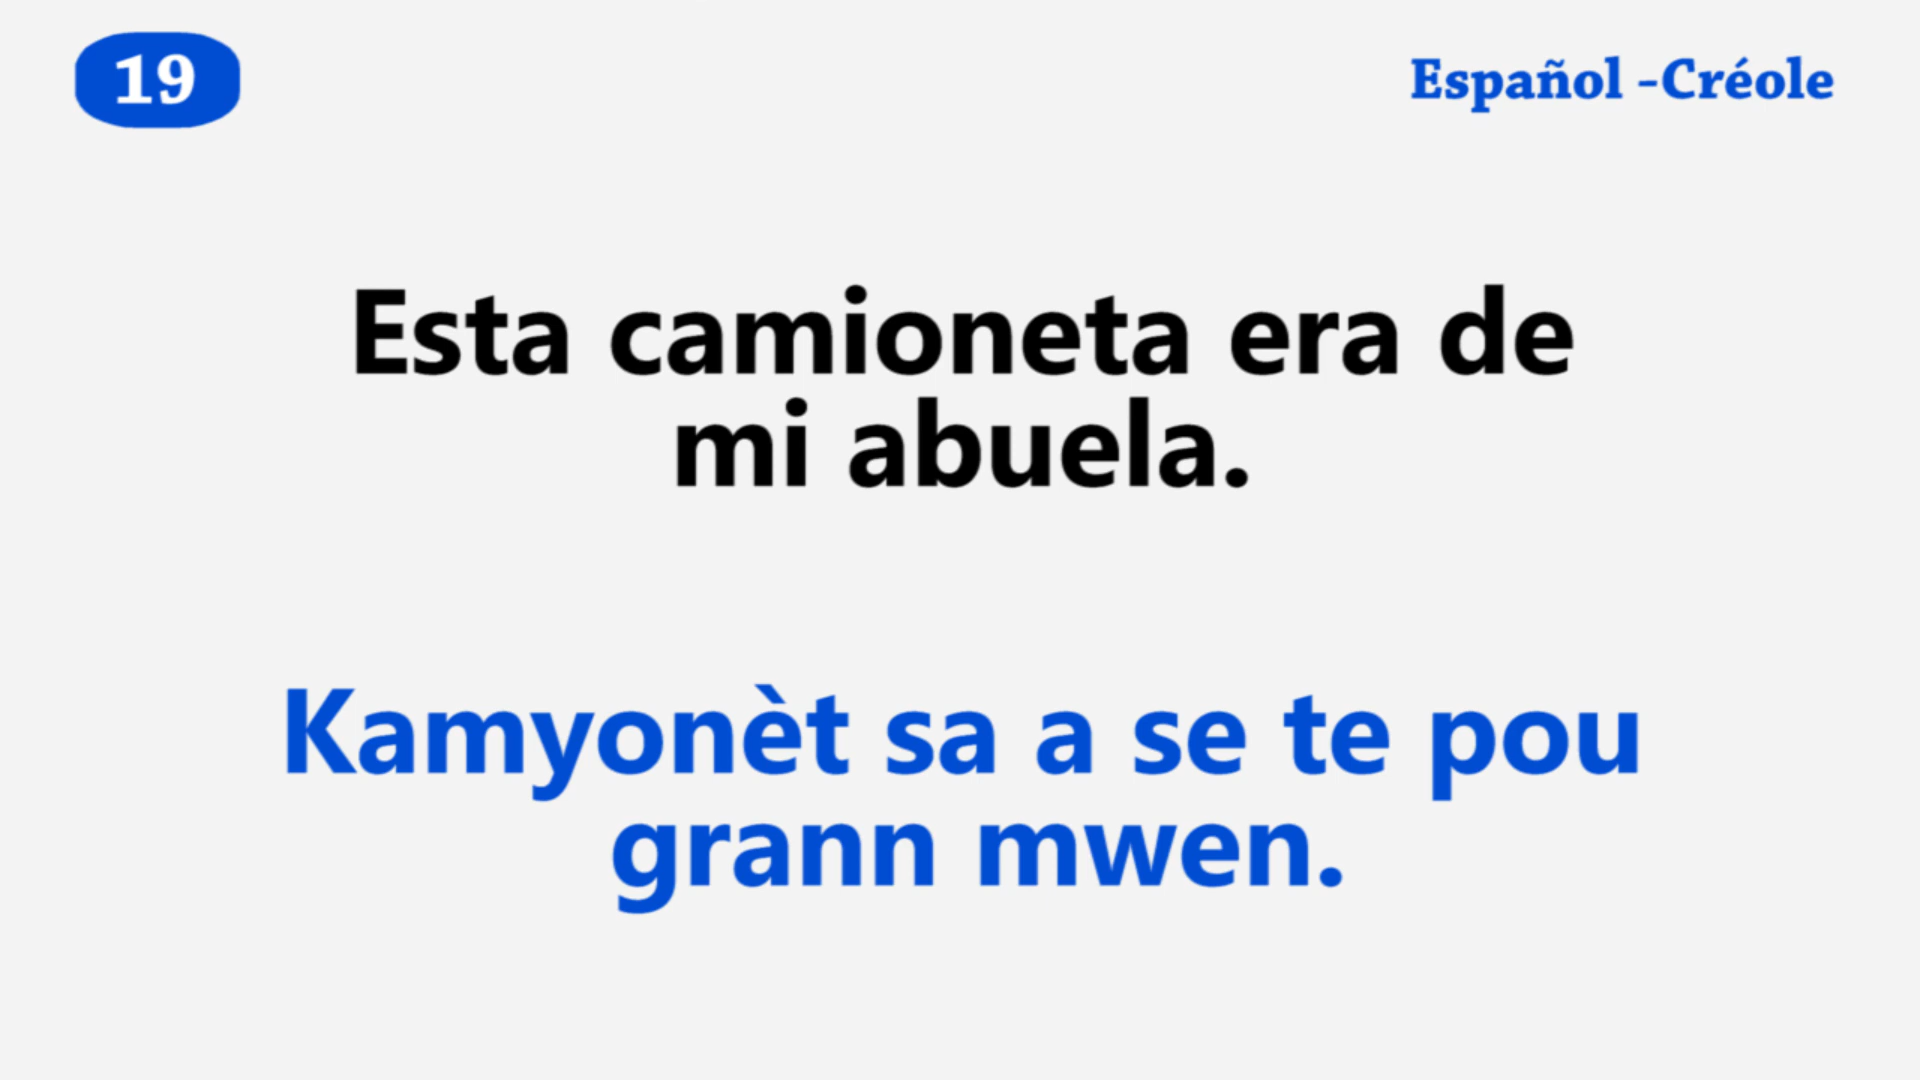 19
Español -Créole
Esta camioneta era de
mi abuela.
Kamyonèt sa a se te pou
grann mwen.